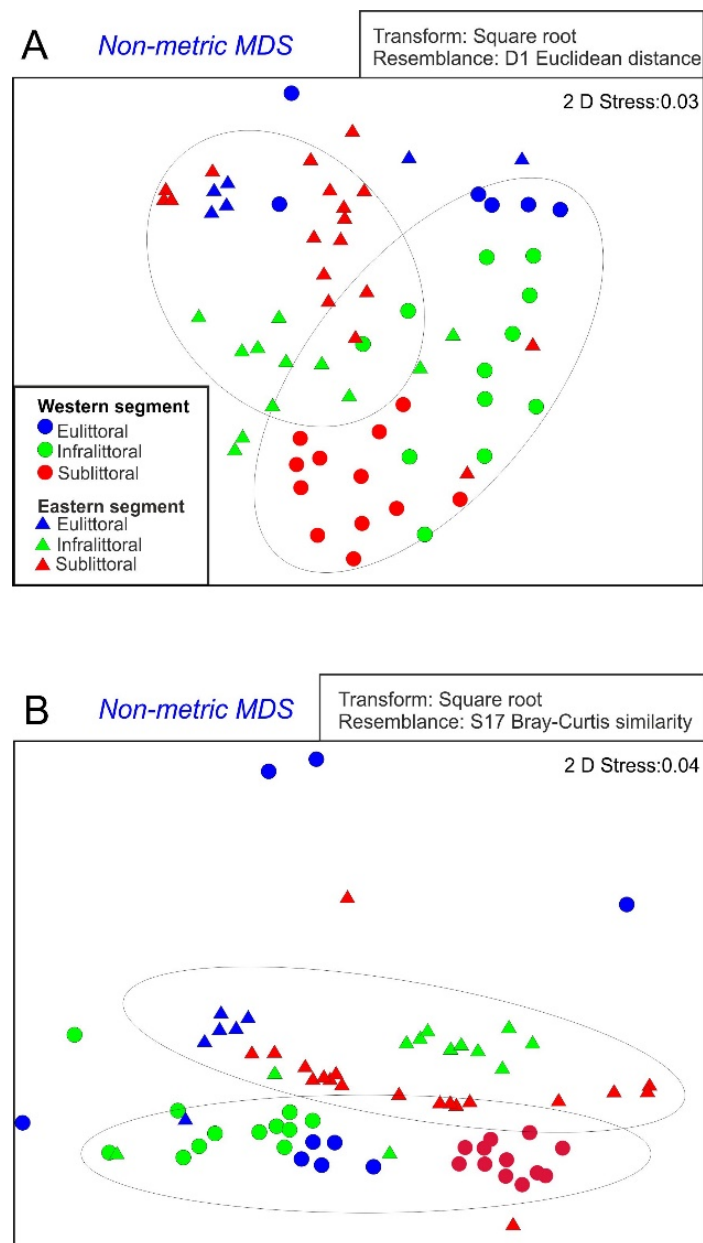 A
Non-metric MDS
Transform: Square root
Resemblance: D1 Euclidean distance
2 D Stress:0.03
Western segment
Eulittoral
Infralittoral
Sublittoral
Eastern segment
Eulittoral
Infralittoral
Sublittoral
B
Non-metric MDS
Transform: Square root
Resemblance: S17 Bray-Curtis similarity
2 D Stress:0.04